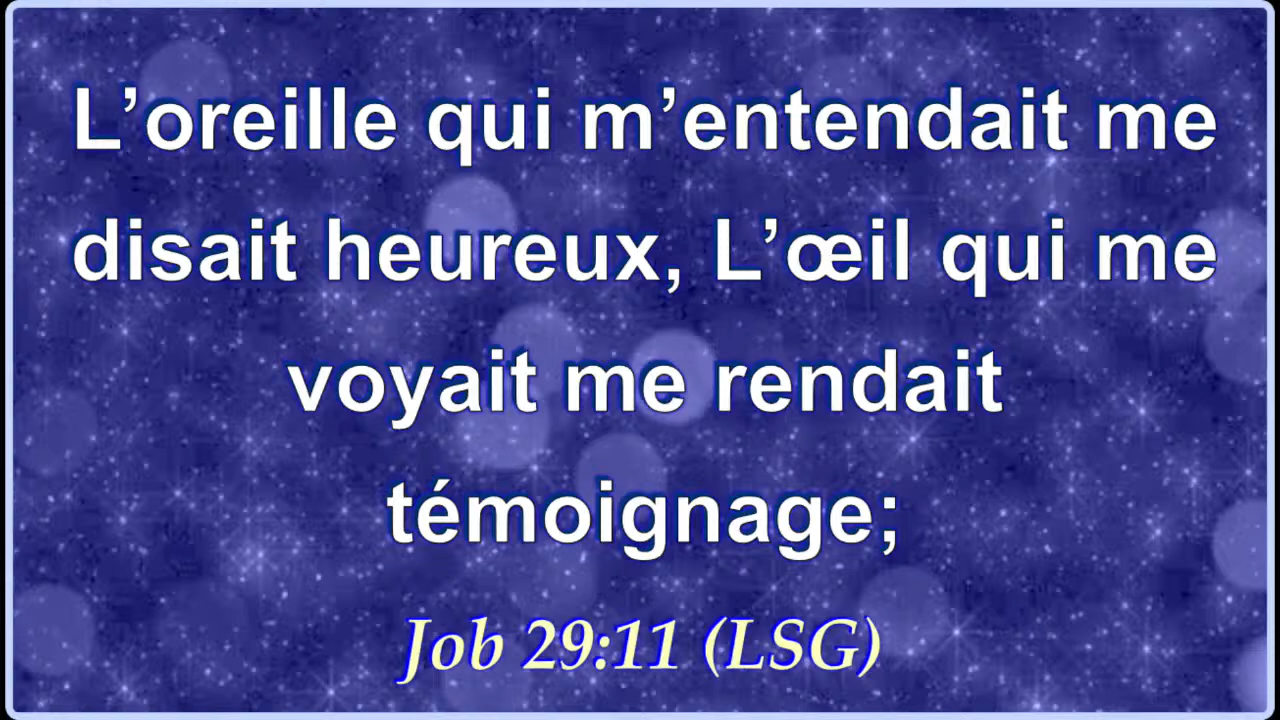 L’oreille qui m’entendait me
disait heureux, L’œil qui me
voyait me rendait
témoignage;
Job 29:11 (LSG)